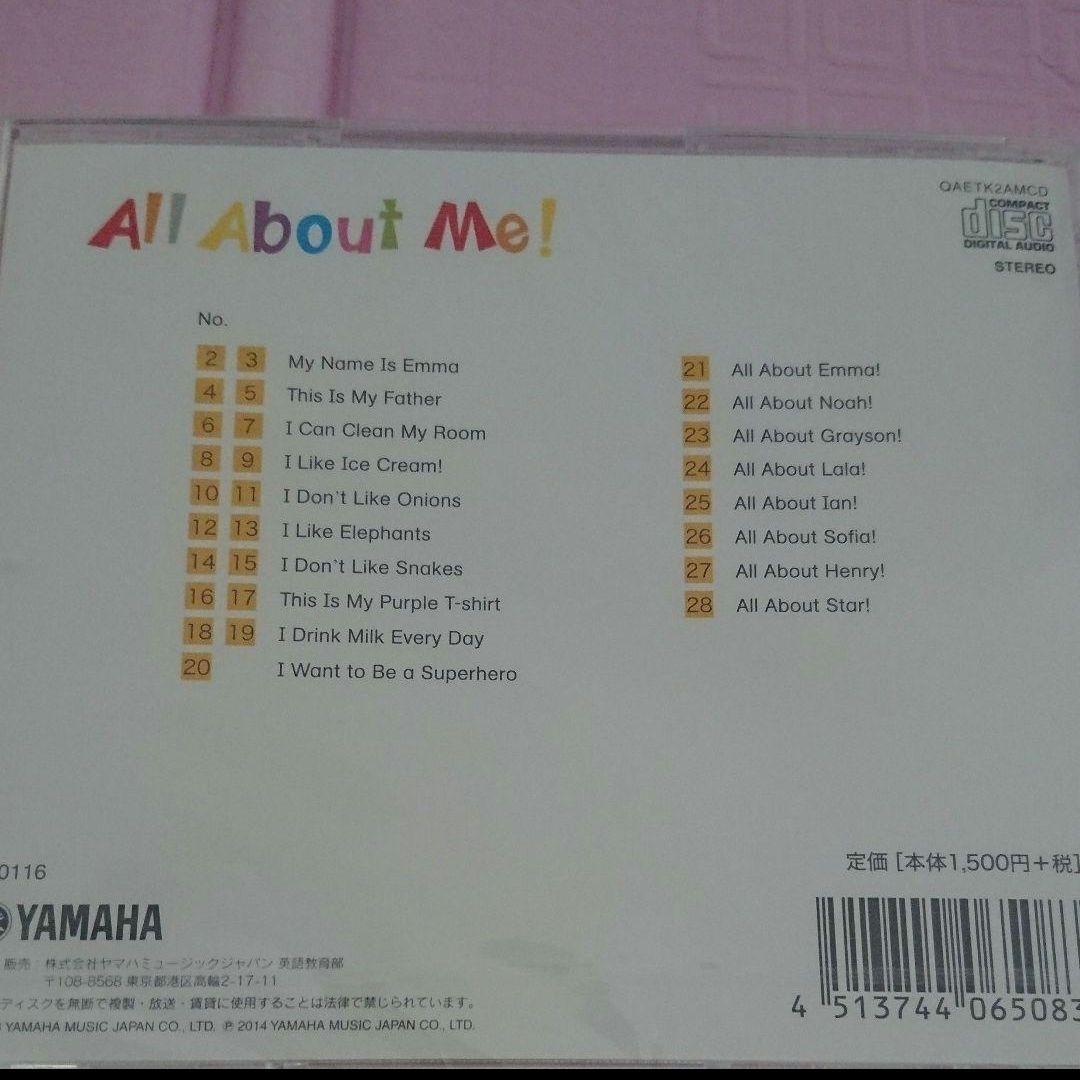 All About Me!
QAETK2AMCD
COMPACT
disc
DIGITAL AUDIO
STEREO
No.
2 3 My Name Is Emma
4 5 This Is My Father
6 7 I Can Clean My Room
8 9 I Like Ice Cream!
10 11 I Don't Like Onions
12 13 I Like Elephants
14 15 I Don't Like Snakes
16 17 This Is My Purple T-shirt
18 19 I Drink Milk Every Day
20 I Want to Be a Superhero
21 All About Emma!
22 All About Noah!
23 All About Grayson!
24 All About Lala!
25 All About Ian!
26 All About Sofia!
27 All About Henry!
28 All About Star!
0116
定価[本体1,500円+税]
YAMAHA
販売：株式会社ヤマハミュージックジャパン 英語教育部
〒108-8568 東京都港区高輪2-17-11
ディスクを無断で複製・放送・賃貸に使用することは法律で禁じられています。
YAMAHA MUSIC JAPAN CO., LTD. ℗ 2014 YAMAHA MUSIC JAPAN CO., LTD.
4 513744 065083